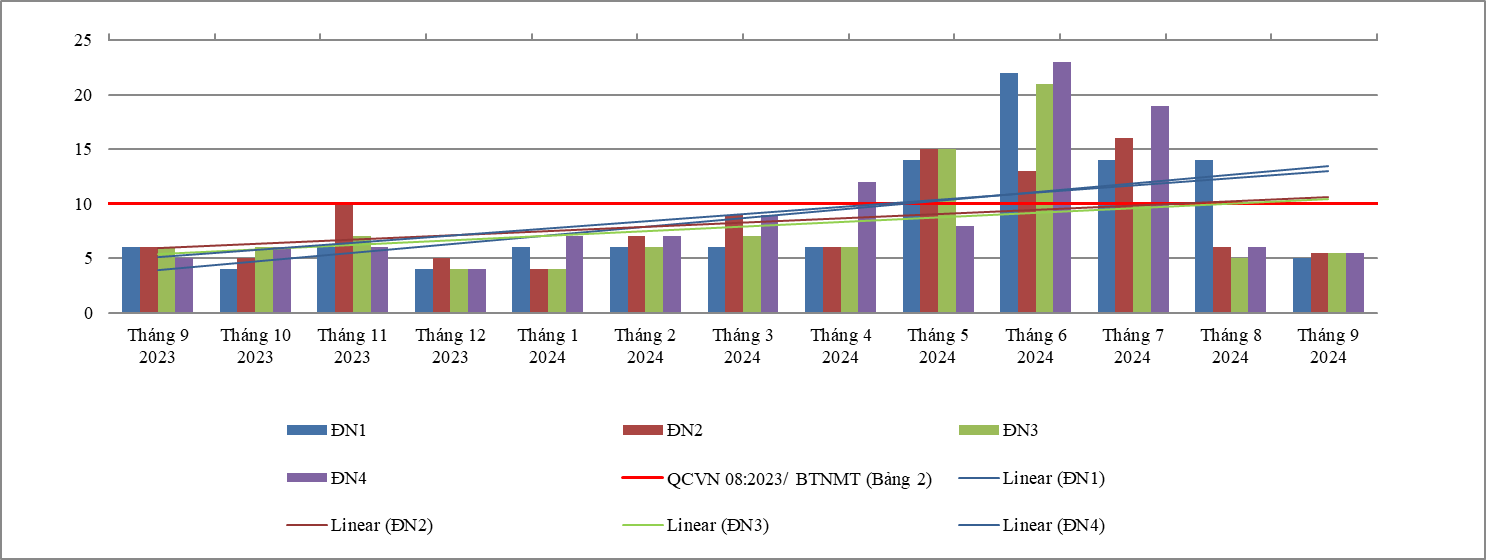 25
20
15
10
5
0
Tháng 9 2023
Tháng 10 2023
Tháng 11 2023
Tháng 12 2023
Tháng 1 2024
Tháng 2 2024
Tháng 3 2024
Tháng 4 2024
Tháng 5 2024
Tháng 6 2024
Tháng 7 2024
Tháng 8 2024
Tháng 9 2024
ĐN1
ĐN2
ĐN3
ĐN4
QCVN 08:2023/ BTNMT (Bảng 2)
Linear (ĐN1)
Linear (ĐN2)
Linear (ĐN3)
Linear (ĐN4)